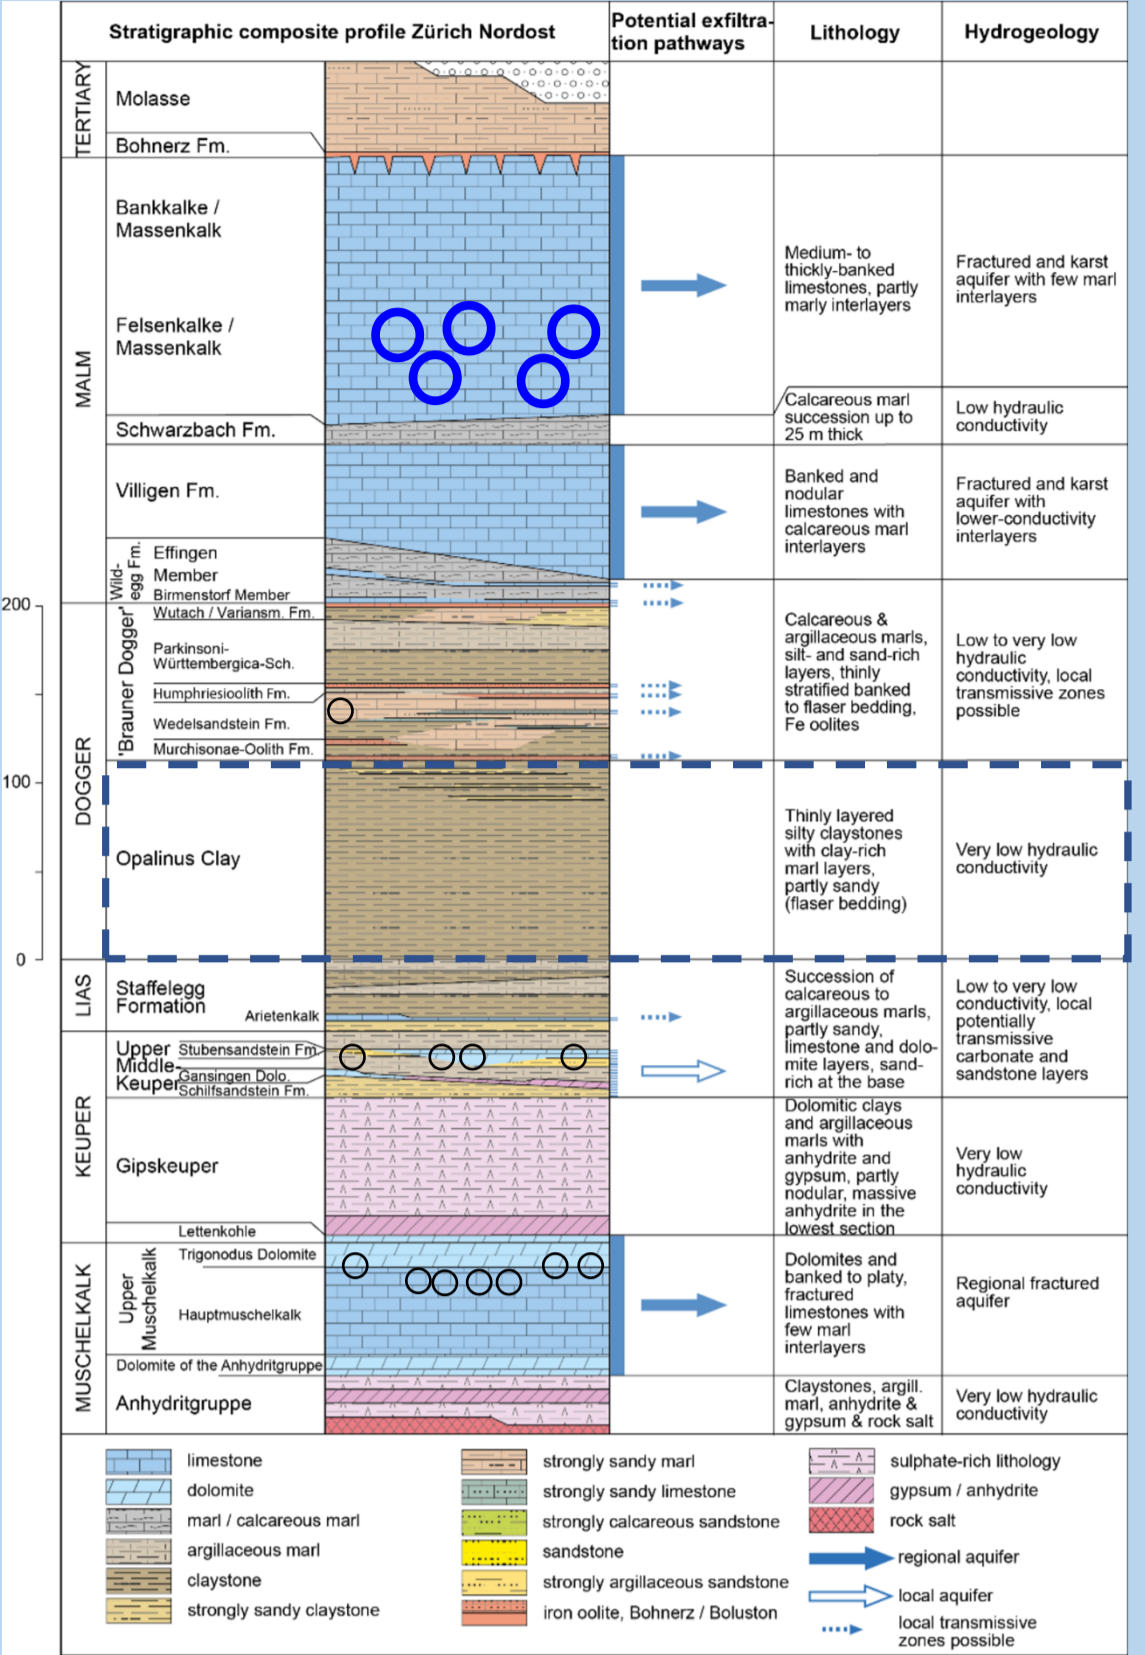 Stratigraphic composite profile Zürich Nordost
Potential exfiltra-
tion pathways
Lithology
Hydrogeology
TERTIARY
Molasse
Bohnerz Fm.
MALM
Bankkalke /
Massenkalk
Felsenkalke /
Massenkalk
Medium- to
thickly-banked
limestones, partly
marly interlayers
Fractured and karst
aquifer with few marl
interlayers
Schwarzbach Fm.
Calcareous marl
succession up to
25 m thick
Low hydraulic
conductivity
Villigen Fm.
Banked and
nodular
limestones with
calcareous marl
interlayers
Fractured and karst
aquifer with
lower-conductivity
interlayers
Wild-
egg Fm.
Effingen
Member
Birmenstorf Member
200
DOGGER
'Brauner Dogger'
Wutach / Variansm. Fm.
Parkinsoni-
Württembergica-Sch.
Humphriesioolith Fm.
Wedelsandstein Fm.
Murchisonae-Oolith Fm.
Calcareous &
argillaceous marls,
silt- and sand-rich
layers, thinly
stratified banked
to flaser bedding,
Fe oolites
Low to very low
hydraulic
conductivity, local
transmissive zones
possible
100
Opalinus Clay
Thinly layered
silty claystones
with clay-rich
marl layers,
partly sandy
(flaser bedding)
Very low hydraulic
conductivity
0
LIAS
Staffelegg
Formation
Arietenkalk
Succession of
calcareous to
argillaceous marls,
partly sandy,
limestone and dolo-
mite layers, sand-
rich at the base
Low to very low
conductivity, local
potentially
transmissive
carbonate and
sandstone layers
KEUPER
Upper
Middle-
Keuper
Stubensandstein Fm.
Gansingen Dolo.
Schilfsandstein Fm.
Gipskeuper
Lettenkohle
Dolomitic clays
and argillaceous
marls with
anhydrite and
gypsum, partly
nodular, massive
anhydrite in the
lowest section
Very low
hydraulic
conductivity
MUSCHELKALK
Upper
Muschelkalk
Trigonodus Dolomite
Hauptmuschelkalk
Dolomite of the Anhydritgruppe
Dolomites and
banked to platy,
fractured
limestones with
few marl
interlayers
Regional fractured
aquifer
Anhydritgruppe
Claystones, argill.
marl, anhydrite &
gypsum & rock salt
Very low hydraulic
conductivity
limestone
dolomite
marl / calcareous marl
argillaceous marl
claystone
strongly sandy claystone
strongly sandy marl
strongly sandy limestone
strongly calcareous sandstone
sandstone
strongly argillaceous sandstone
iron oolite, Bohnerz / Boluston
sulphate-rich lithology
gypsum / anhydrite
rock salt
regional aquifer
local aquifer
local transmissive
zones possible